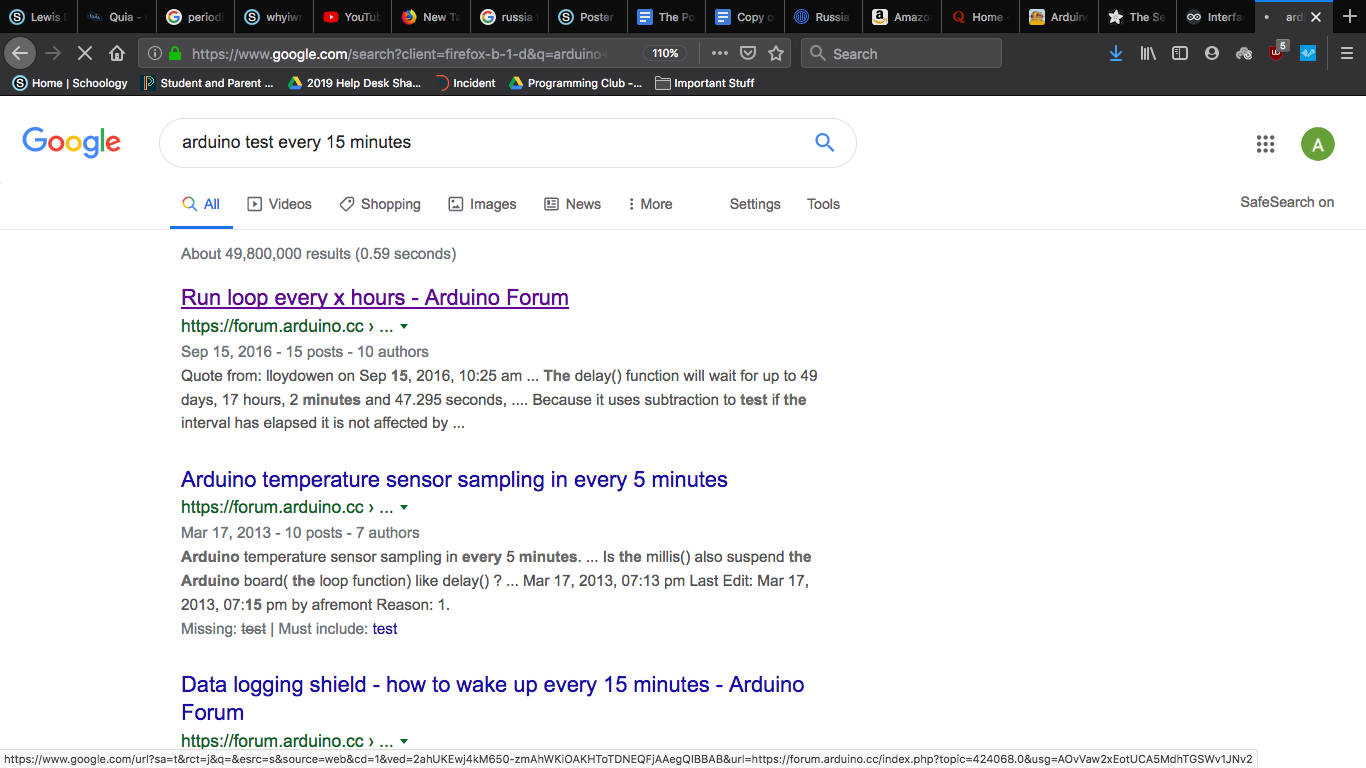 Lewis Quia - periodi whyiw YouTub New Ta russia Poster The Po Copy o Russia Amazo Home - Arduino The Se Interfa ard
https://www.google.com/search?client=firefox-b-1-d&q=arduino+ 110% Search 5
Home | Schoology Student and Parent ... 2019 Help Desk Sha... Incident Programming Club -... Important Stuff
Google arduino test every 15 minutes A
All Videos Shopping Images News More Settings Tools SafeSearch on
About 49,800,000 results (0.59 seconds)
Run loop every x hours - Arduino Forum
https://forum.arduino.cc › ...
Sep 15, 2016 - 15 posts - 10 authors
Quote from: lloydowen on Sep 15, 2016, 10:25 am ... The delay() function will wait for up to 49
days, 17 hours, 2 minutes and 47.295 seconds, .... Because it uses subtraction to test if the
interval has elapsed it is not affected by ...
Arduino temperature sensor sampling in every 5 minutes
https://forum.arduino.cc › ...
Mar 17, 2013 - 10 posts - 7 authors
Arduino temperature sensor sampling in every 5 minutes. ... Is the millis() also suspend the
Arduino board( the loop function) like delay() ? ... Mar 17, 2013, 07:13 pm Last Edit: Mar 17,
2013, 07:15 pm by afremont Reason: 1.
Missing: test | Must include: test
Data logging shield - how to wake up every 15 minutes - Arduino
Forum
https://forum.arduino.cc › ...
https://www.google.com/url?sa=t&rct=j&q=&esrc=s&source=web&cd=1&ved=2ahUKEwj4kM650-zmAhWKiOAKHToTDNEQFjAAegQIBBAB&url=https://forum.arduino.cc/index.php?topic=424068.0&usg=AOvVaw2xEotUCA5MdhTGSWv1JNv2